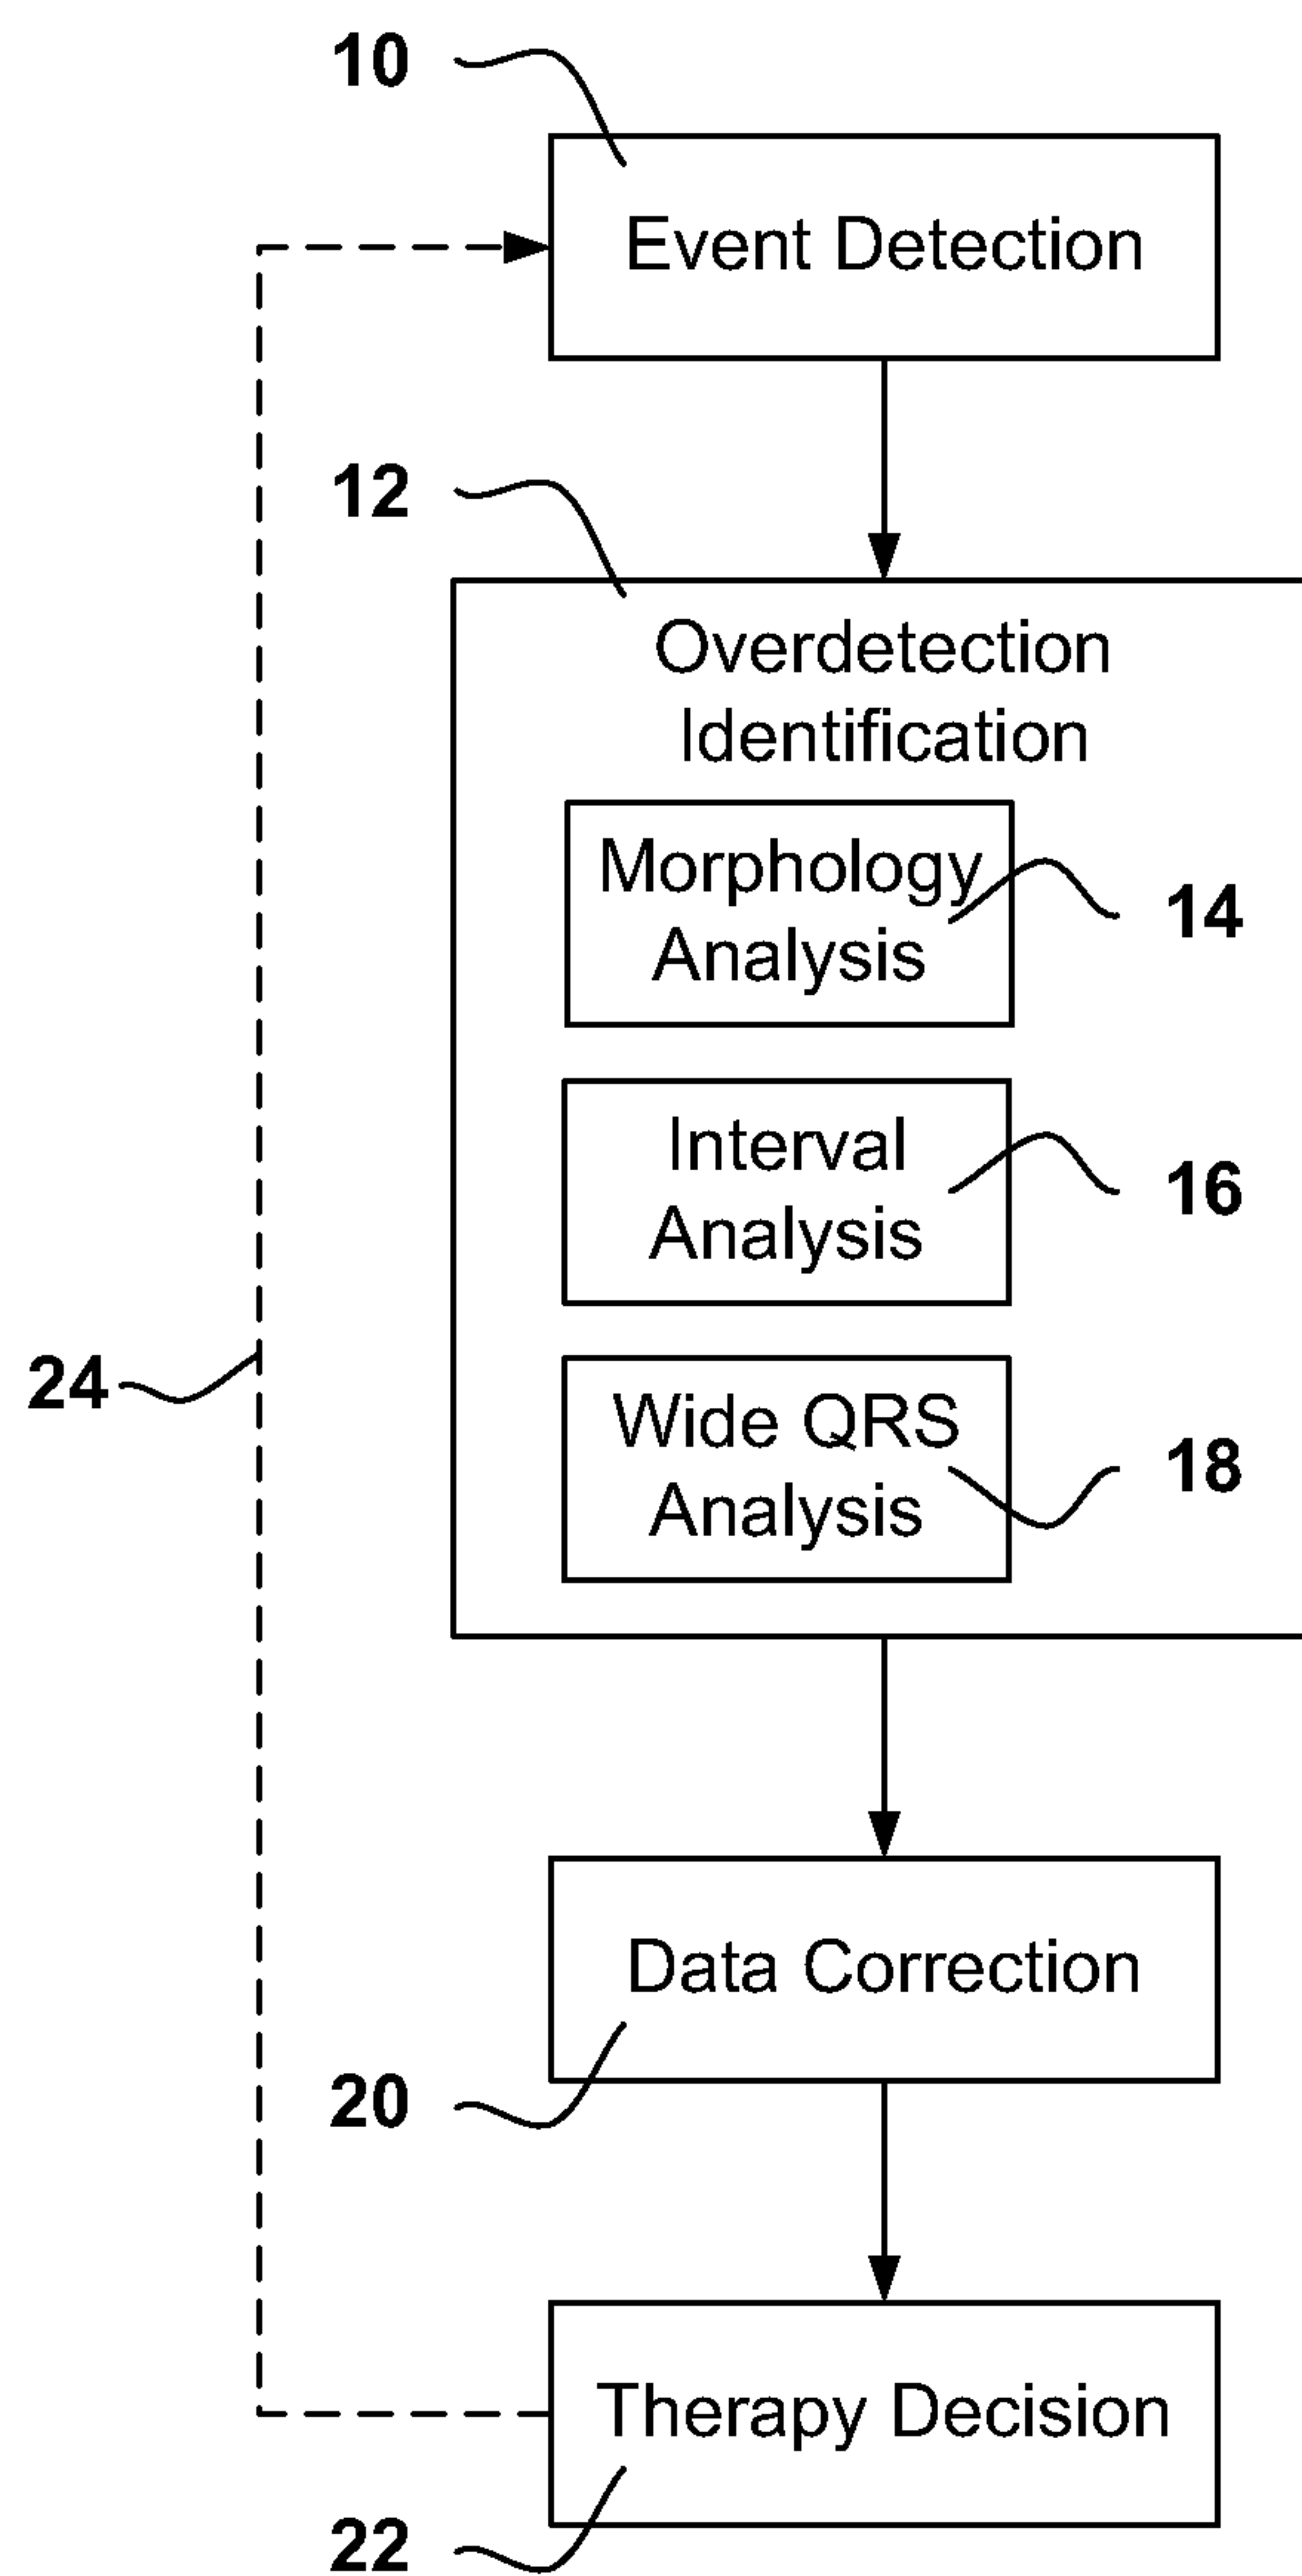 10
Event Detection
12
Overdetection
Identification
Morphology
Analysis
14
Interval
Analysis
16
24
Wide QRS
Analysis
18
Data Correction
20
Therapy Decision
22